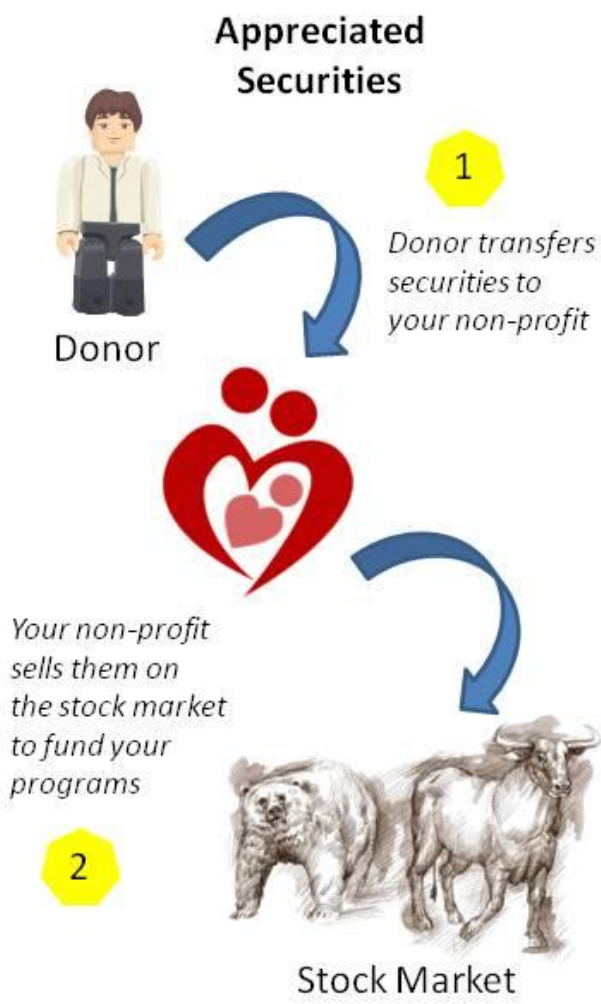 Appreciated
Securities
1
Donor transfers
securities to
your non-profit
Donor
Your non-profit
sells them on
the stock market
to fund your
programs
2
Stock Market